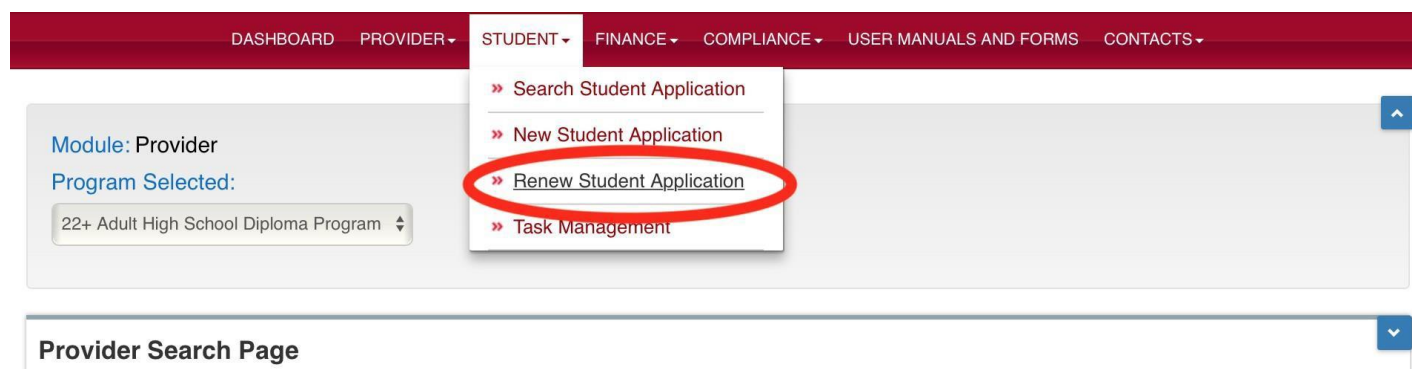 DASHBOARD PROVIDER STUDENT FINANCE COMPLIANCE USER MANUALS AND FORMS CONTACTS
» Search Student Application
» New Student Application
» Renew Student Application
» Task Management
Module: Provider
Program Selected:
22+ Adult High School Diploma Program
Provider Search Page